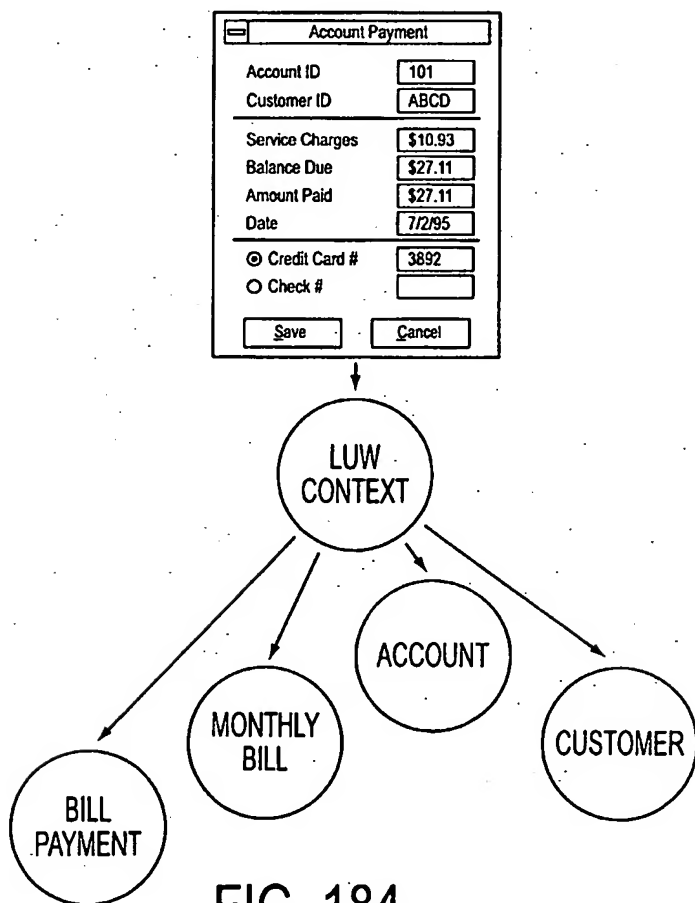 Account Payment
Account ID 101
Customer ID ABCD
Service Charges $10.93
Balance Due $27.11
Amount Paid $27.11
Date 7/2/95
Credit Card # 3892
Check #
Save Cancel
LUW
CONTEXT
ACCOUNT
MONTHLY
BILL
CUSTOMER
BILL
PAYMENT
FIG. 184